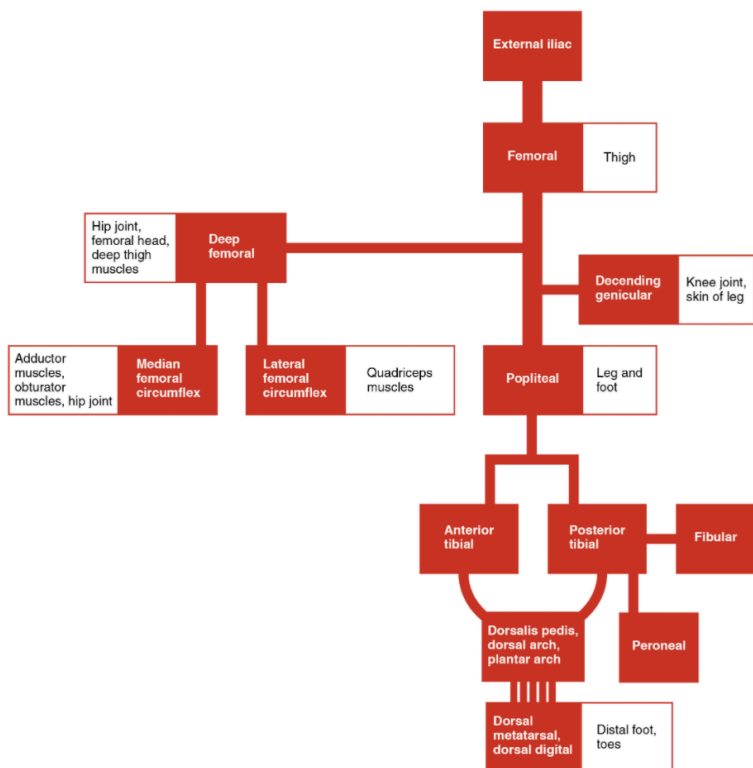 External iliac
Femoral
Thigh
Hip joint,
femoral head,
deep thigh
muscles
Deep
femoral
Decending
genicular
Knee joint,
skin of leg
Adductor
muscles,
obturator
muscles, hip joint
Median
femoral
circumflex
Lateral
femoral
circumflex
Quadriceps
muscles
Popliteal
Leg and
foot
Anterior
tibial
Posterior
tibial
Fibular
Dorsalis pedis,
dorsal arch,
plantar arch
Peroneal
Dorsal
metatarsal,
dorsal digital
Distal foot,
toes